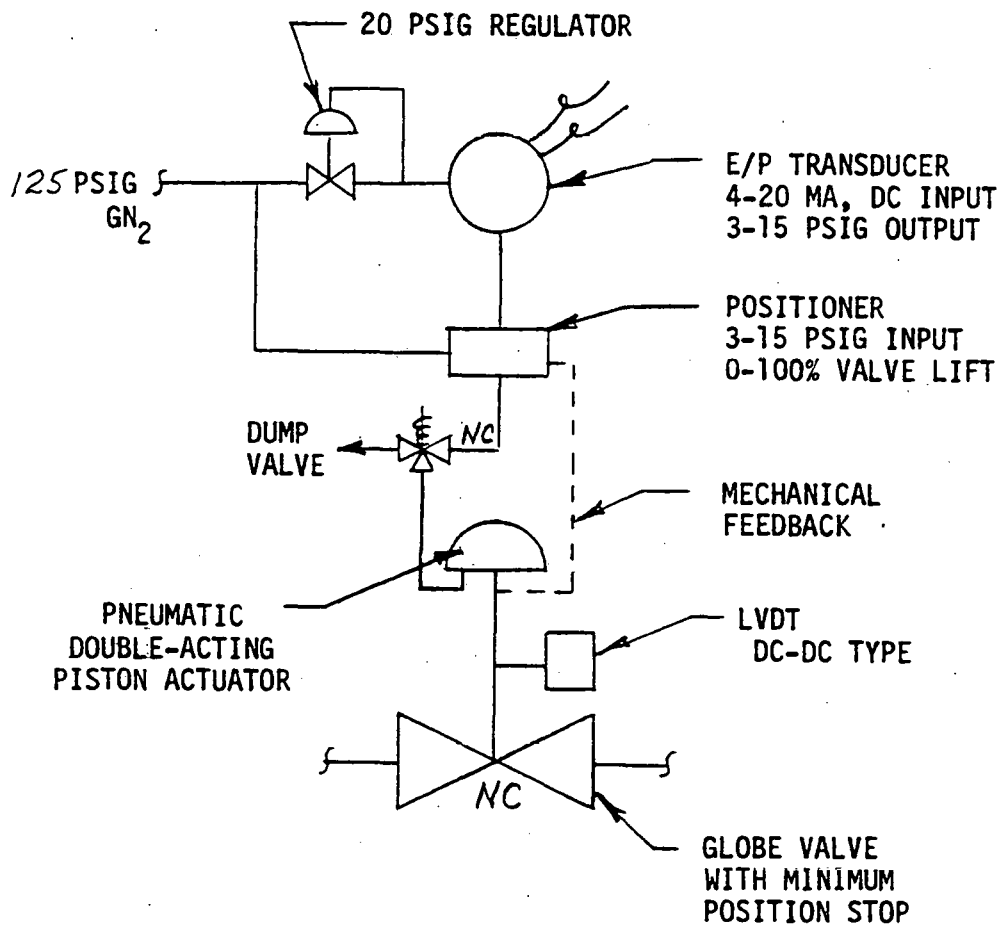 20 PSIG REGULATOR
125 PSIG
GN2
E/P TRANSDUCER
4-20 MA, DC INPUT
3-15 PSIG OUTPUT
POSITIONER
3-15 PSIG INPUT
0-100% VALVE LIFT
DUMP
VALVE
NC
MECHANICAL
FEEDBACK
PNEUMATIC
DOUBLE-ACTING
PISTON ACTUATOR
LVDT
DC-DC TYPE
NC
GLOBE VALVE
WITH MINIMUM
POSITION STOP